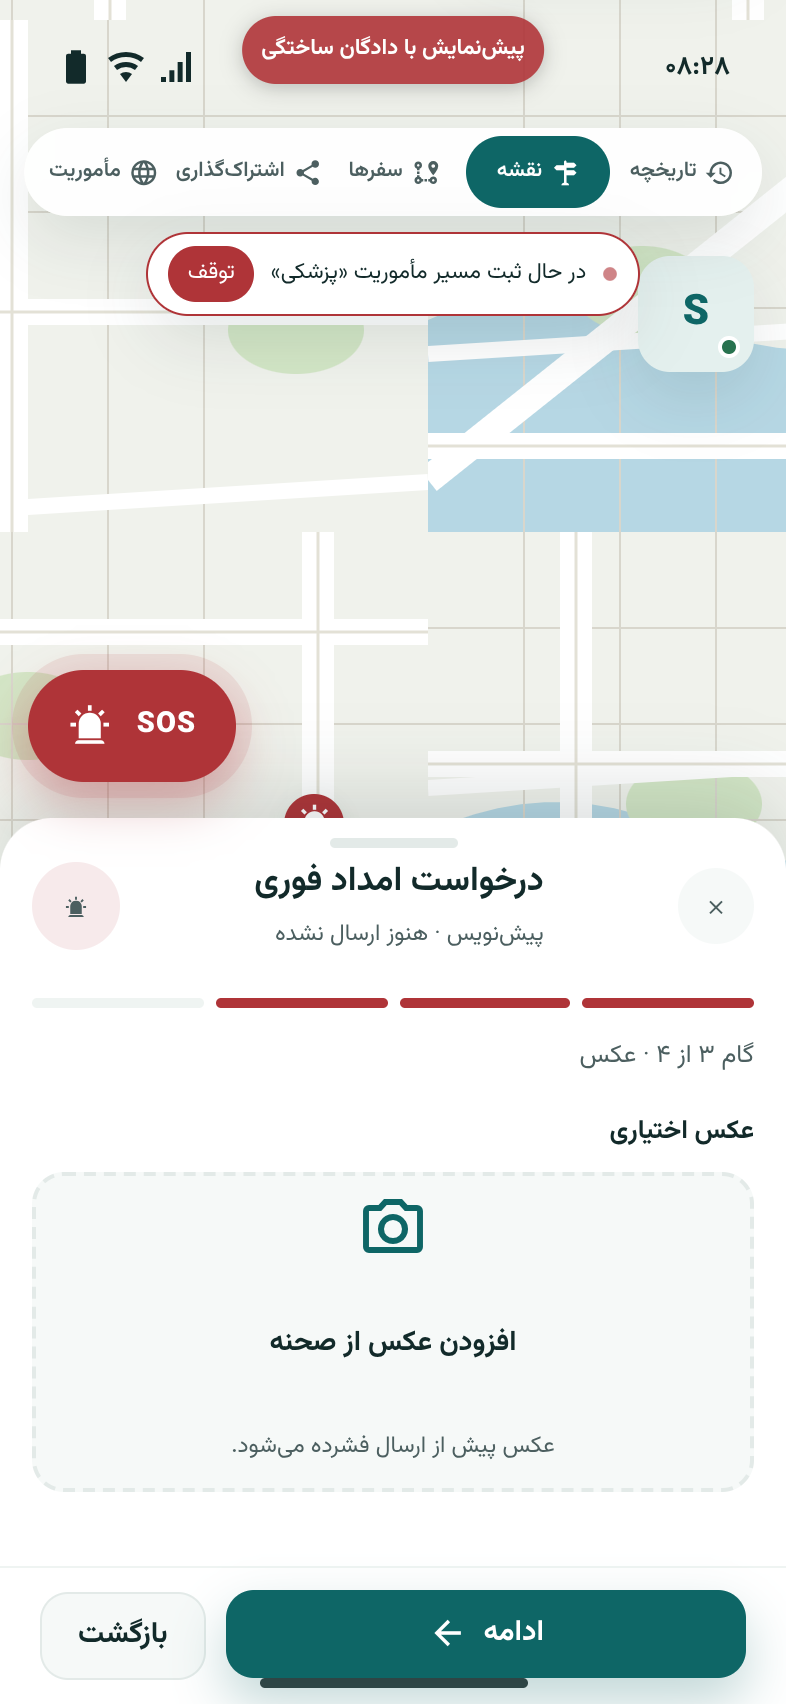 پیش‌نمایش با دادگان ساختگی
۰۸:۲۸
تاریخچه
نقشه
سفرها
اشتراک‌گذاری
مأموریت
در حال ثبت مسیر مأموریت «پزشکی»
توقف
S
SOS
درخواست امداد فوری
پیش‌نویس · هنوز ارسال نشده
گام ۳ از ۴ · عکس
عکس اختیاری
افزودن عکس از صحنه
عکس پیش از ارسال فشرده می‌شود.
ادامه
بازگشت